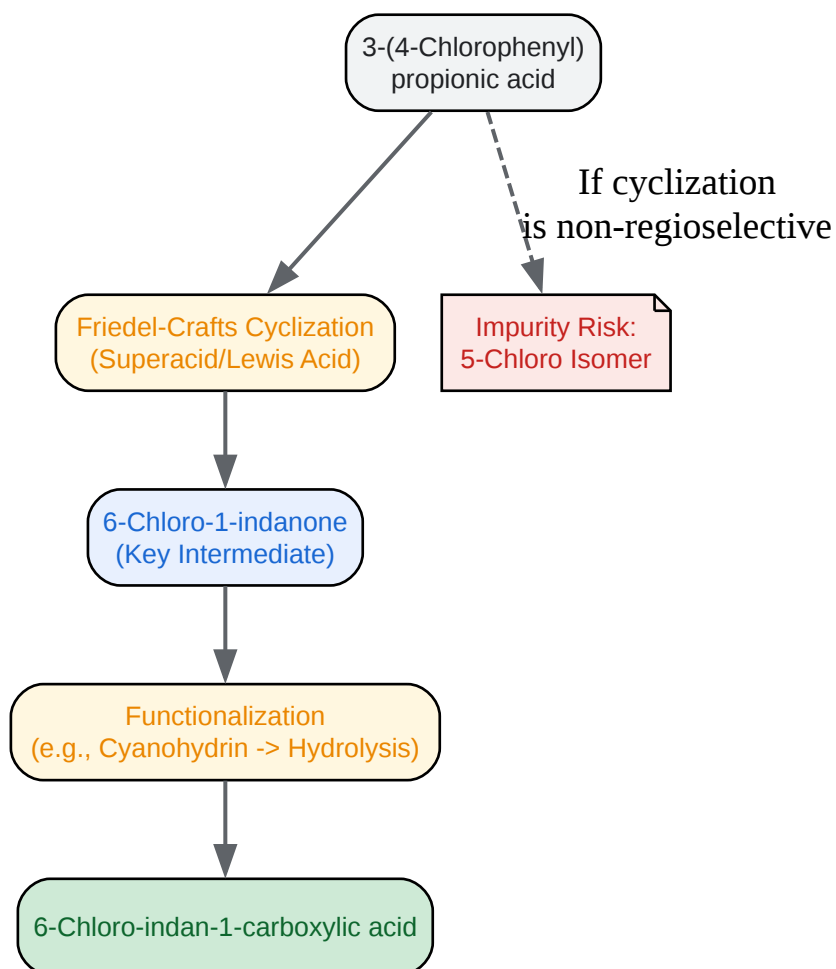 3-(4-Chlorophenyl)
propionic acid
If cyclization
is non-regioselective
Friedel-Crafts Cyclization
(Superacid/Lewis Acid)
Impurity Risk:
5-Chloro Isomer
6-Chloro-1-indanone
(Key Intermediate)
Functionalization
(e.g., Cyanohydrin -> Hydrolysis)
6-Chloro-indan-1-carboxylic acid